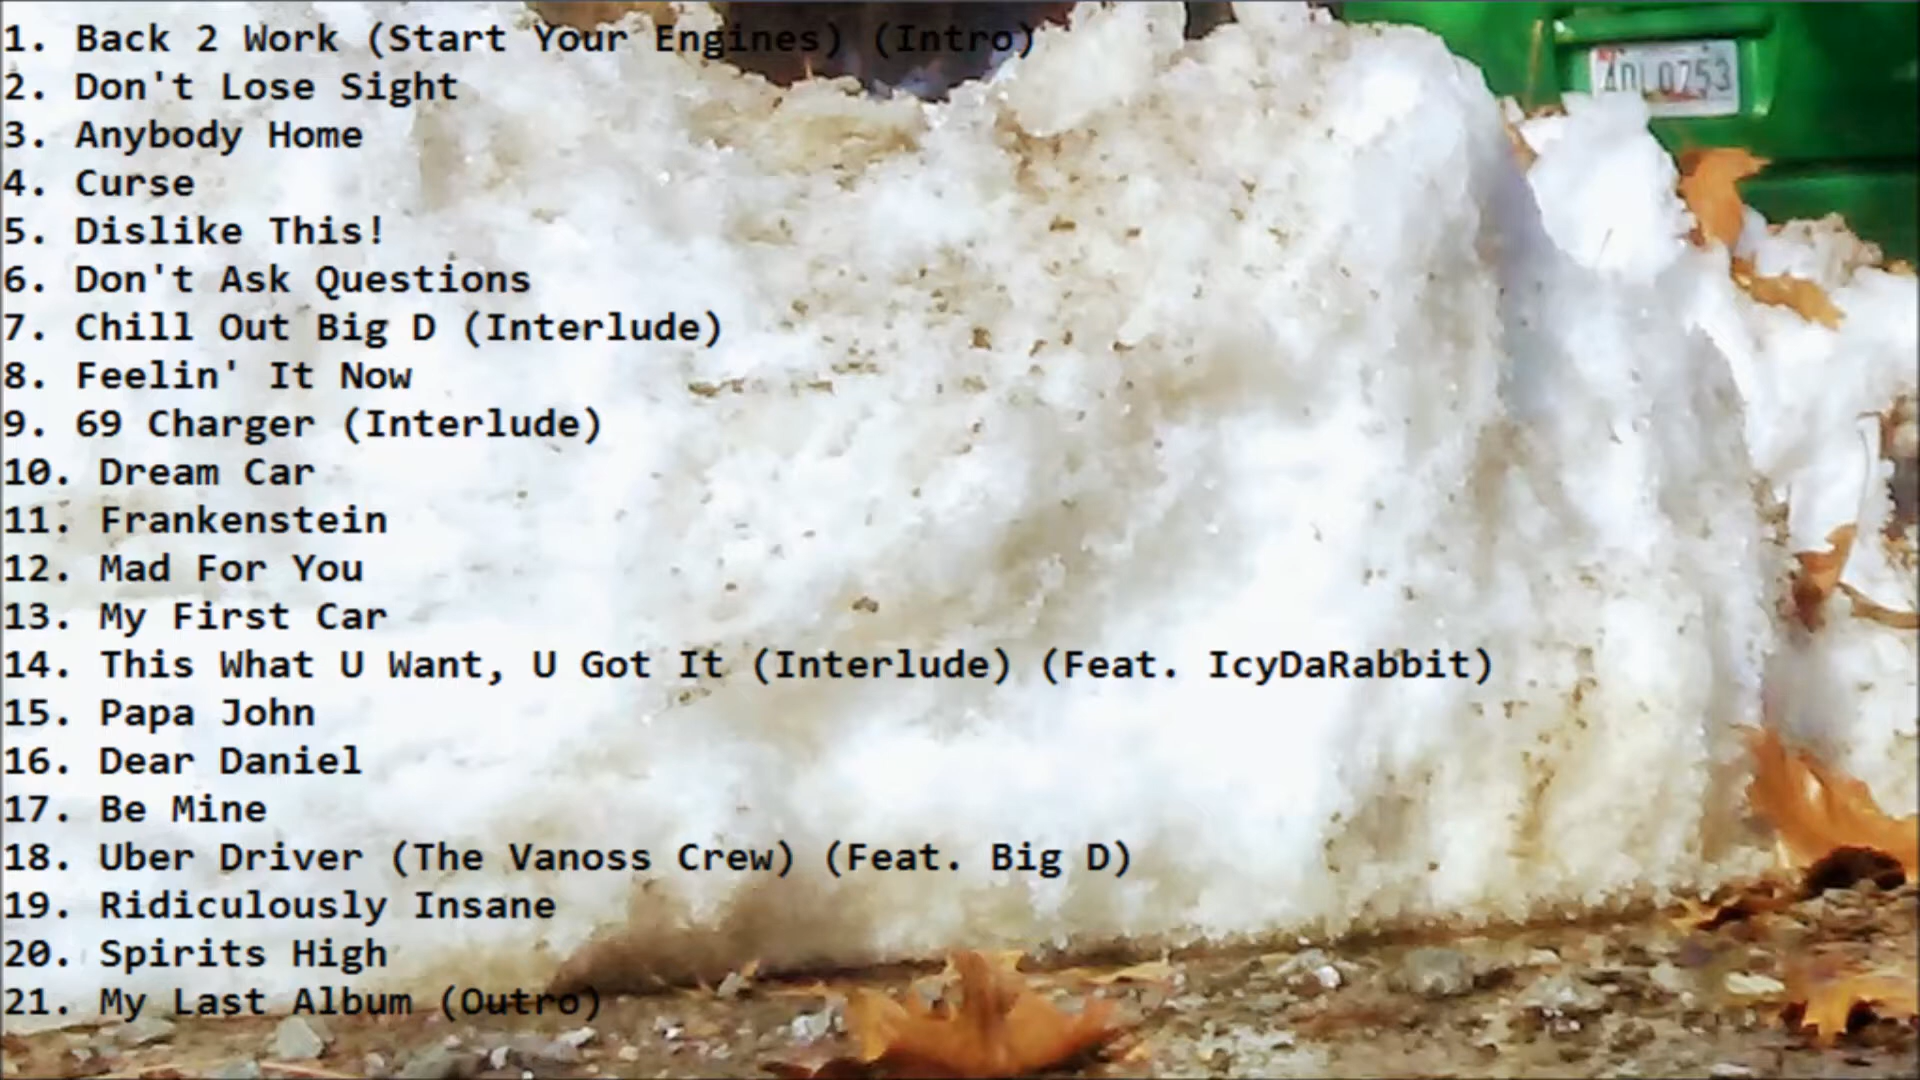 1. Back 2 Work (Start Your Engines) (Intro)
2. Don't Lose Sight
3. Anybody Home
4. Curse
5. Dislike This!
6. Don't Ask Questions
7. Chill Out Big D (Interlude)
8. Feelin' It Now
9. 69 Charger (Interlude)
10. Dream Car
11. Frankenstein
12. Mad For You
13. My First Car
14. This What U Want, U Got It (Interlude) (Feat. IcyDaRabbit)
15. Papa John
16. Dear Daniel
17. Be Mine
18. Uber Driver (The Vanoss Crew) (Feat. Big D)
19. Ridiculously Insane
20. Spirits High
21. My Last Album (Outro)